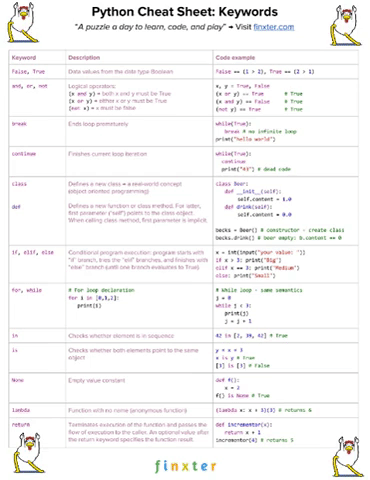 Python Cheat Sheet: Keywords
"A puzzle a day to learn, code, and play" → Visit finxter.com
Keyword Description Code example
False, True Data values from the data type Boolean False == (1 > 2), True == (2 > 1)
and, or, not Logical operators: x, y = True, False
(x and y) → both x and y must be True (x or y) == True # True
(x or y) → either x or y must be True (x and y) == False # True
(not x) → x must be False (not y) == True # True
break Ends loop prematurely while(True):
break # no infinite loop
print("hello world")
continue Finishes current loop iteration while(True):
continue
print("43") # dead code
class Defines a new class → a real-world concept class Beer:
(object oriented programming) def __init__(self):
self.content = 1.0
def Defines a new function or class method. For latter, def drink(self):
first parameter ("self") points to the class object. self.content = 0.0
When calling class method, first parameter is implicit.
becks = Beer() # constructor - create class
becks.drink() # beer empty: b.content == 0
if, elif, else Conditional program execution: program starts with x = int(input("your value: "))
"if" branch, tries the "elif" branches, and finishes with if x > 3: print("Big")
"else" branch (until one branch evaluates to True). elif x == 3: print("Medium")
else: print("Small")
for, while # For loop declaration # While loop - same semantics
for i in [0,1,2]: j = 0
print(i) while j < 3:
print(j)
j = j + 1
in Checks whether element is in sequence 42 in [2, 39, 42] # True
is Checks whether both elements point to the same y = x = 3
object x is y # True
[3] is [3] # False
None Empty value constant def f():
x = 2
f() is None # True
lambda Function with no name (anonymous function) (lambda x: x + 3)(3) # returns 6
return Terminates execution of the function and passes the def incrementor(x):
flow of execution to the caller. An optional value after return x + 1
the return keyword specifies the function result. incrementor(4) # returns 5
finxter